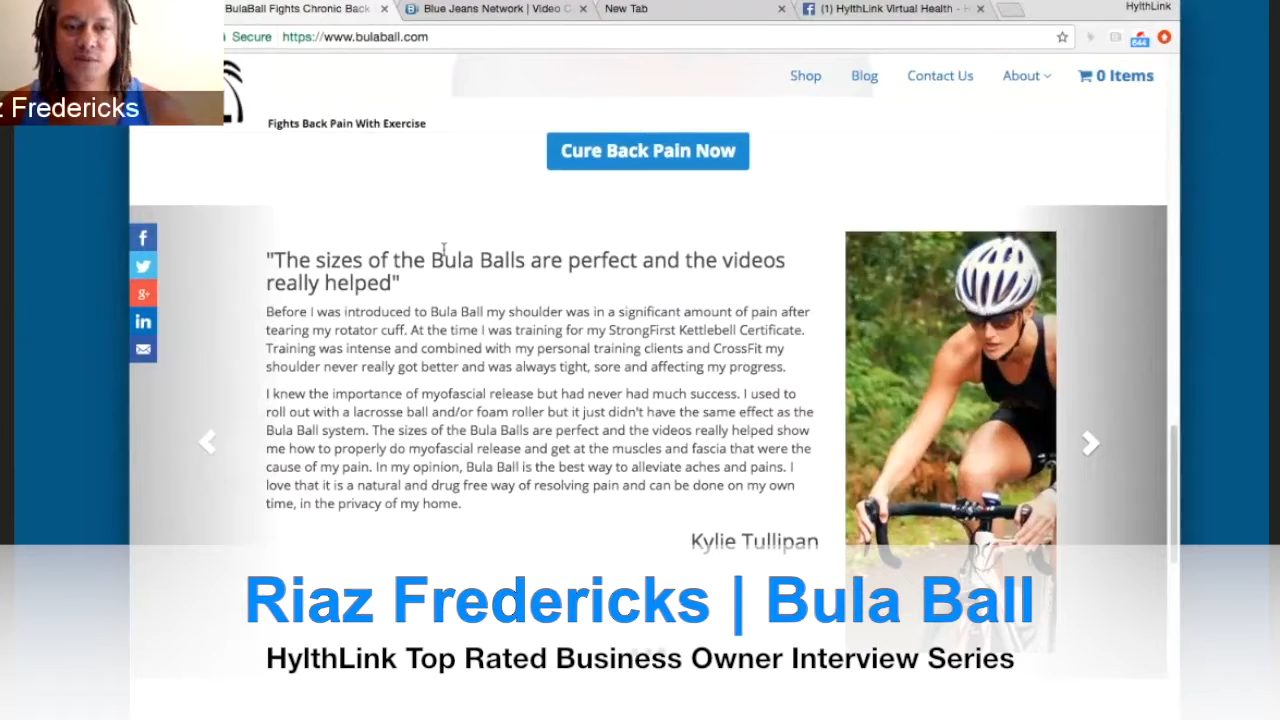 BulaBall Fights Chronic Back
Blue Jeans Network | Video C
New Tab
(1) HylthLink Virtual Health -
HylthLink
Secure
https://www.bulaball.com
644
Fredericks
Shop
Blog
Contact Us
About
0 Items
Fights Back Pain With Exercise
Cure Back Pain Now
"The sizes of the Bula Balls are perfect and the videos
really helped"
Before I was introduced to Bula Ball my shoulder was in a significant amount of pain after
tearing my rotator cuff. At the time I was training for my StrongFirst Kettlebell Certificate.
Training was intense and combined with my personal training clients and CrossFit my
shoulder never really got better and was always tight, sore and affecting my progress.
I knew the importance of myofascial release but had never had much success. I used to
roll out with a lacrosse ball and/or foam roller but it just didn't have the same effect as the
Bula Ball system. The sizes of the Bula Balls are perfect and the videos really helped show
me how to properly do myofascial release and get at the muscles and fascia that were the
cause of my pain. In my opinion, Bula Ball is the best way to alleviate aches and pains. I
love that it is a natural and drug free way of resolving pain and can be done on my own
time, in the privacy of my home.
Kylie Tullipan
Riaz Fredericks | Bula Ball
HylthLink Top Rated Business Owner Interview Series